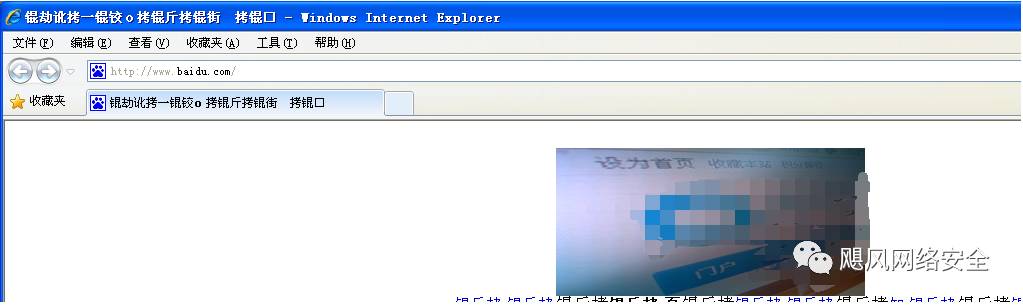 锟劫讹拷一锟铰o拷锟斤拷锟街  拷锟口 - Windows Internet Explorer
文件(F) 编辑(E) 查看(V) 收藏夹(A) 工具(T) 帮助(H)
http://www.baidu.com/
收藏夹 锟劫讹拷一锟铰o拷锟斤拷锟街  拷锟口
设为首页 收藏本站
门户
飓风网络安全